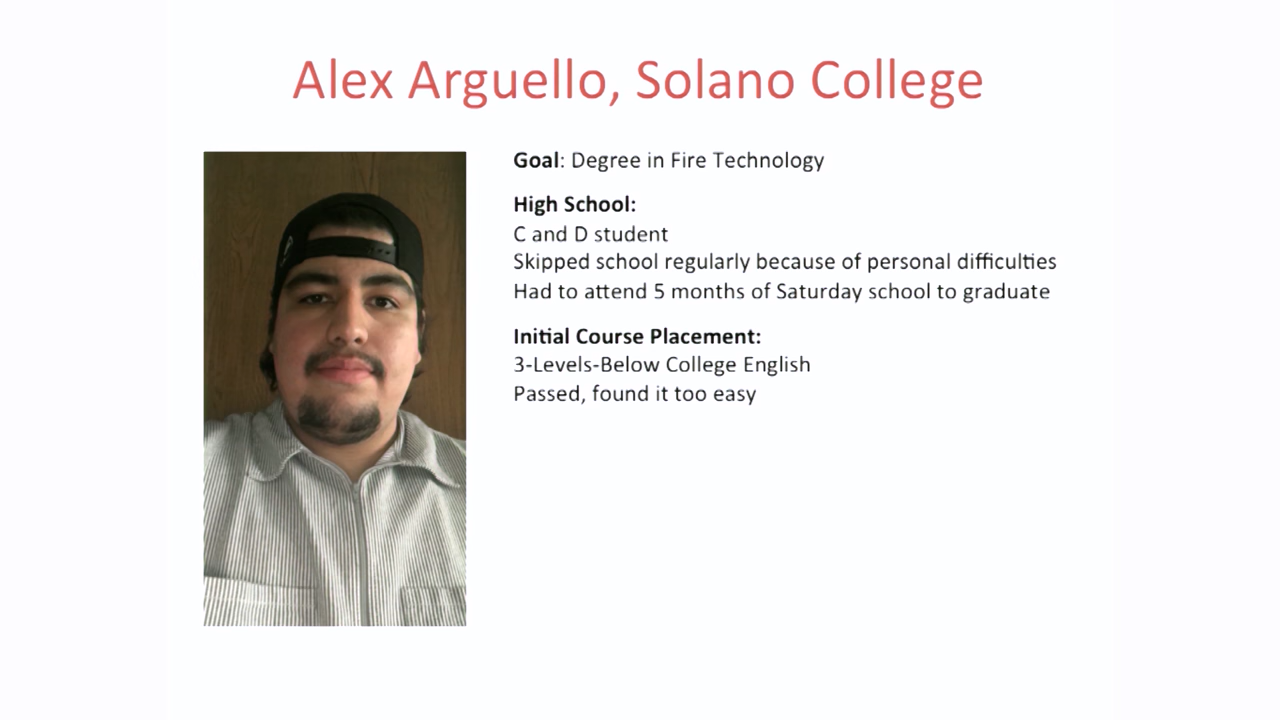 Alex Arguello, Solano College
Goal: Degree in Fire Technology
High School:
C and D student
Skipped school regularly because of personal difficulties
Had to attend 5 months of Saturday school to graduate
Initial Course Placement:
3-Levels-Below College English
Passed, found it too easy